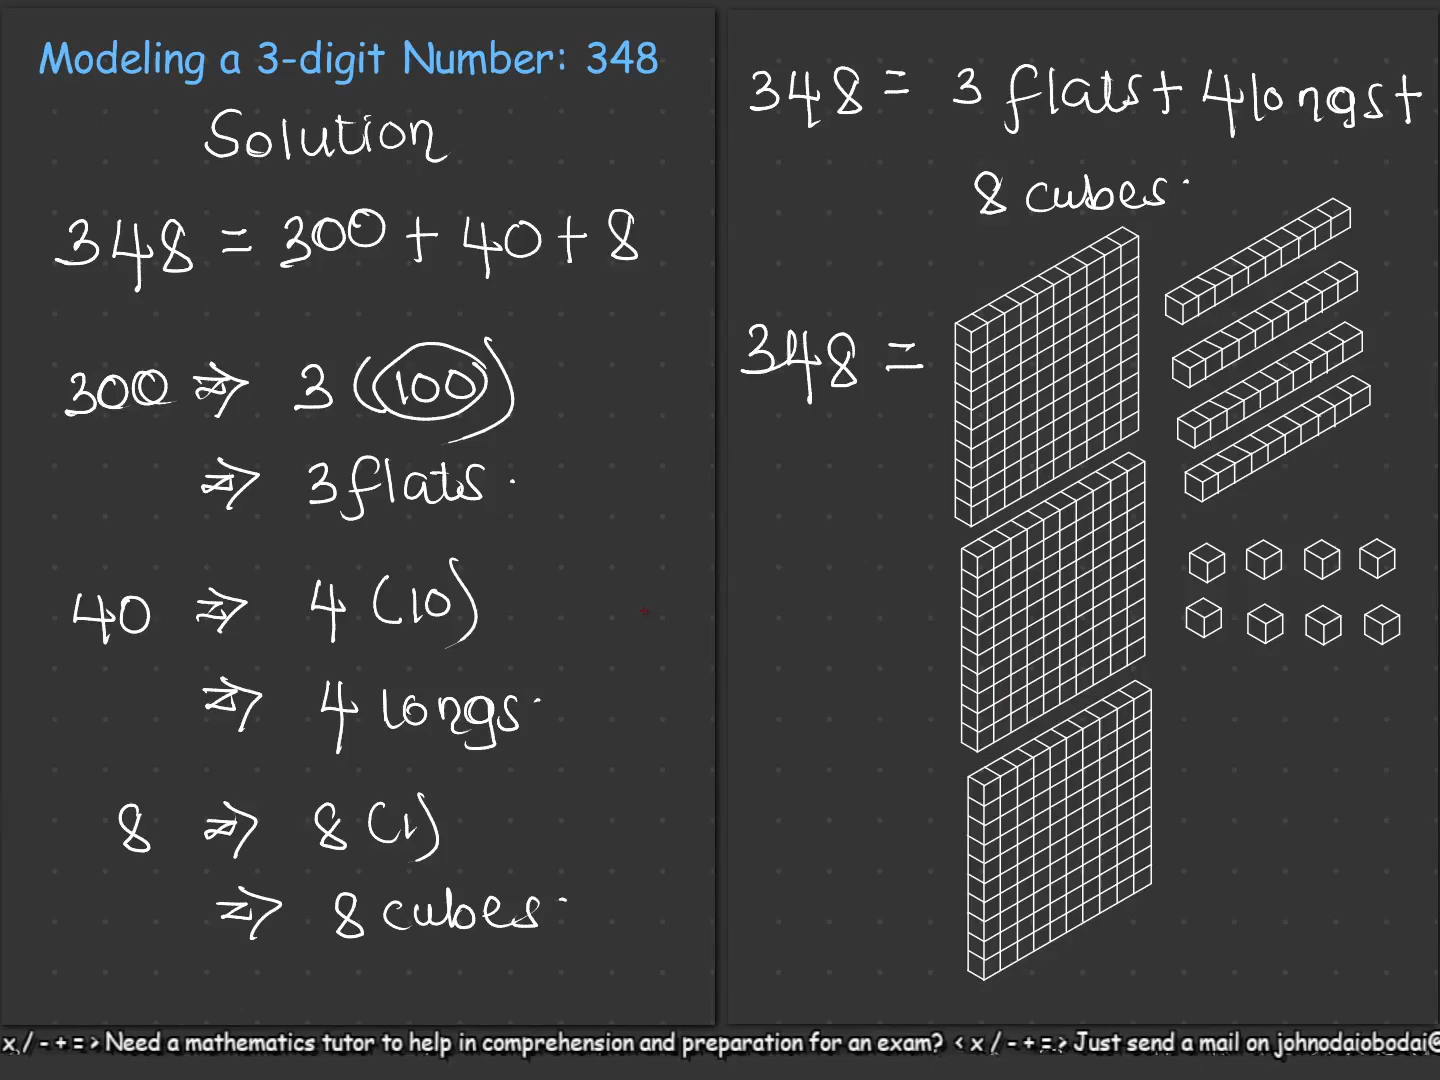 Modeling a 3-digit Number: 348
Solution
348 = 300 + 40 + 8
300 ⇒ 3 (100)
⇒ 3 flats.
40 ⇒ 4 (10)
⇒ 4 longs.
8 ⇒ 8 (1)
⇒ 8 cubes.
348 = 3 flats + 4 longs +
8 cubes.
348 =
x / - + = > Need a mathematics tutor to help in comprehension and preparation for an exam? < x / - + = > Just send a mail on johnodaiobodai@